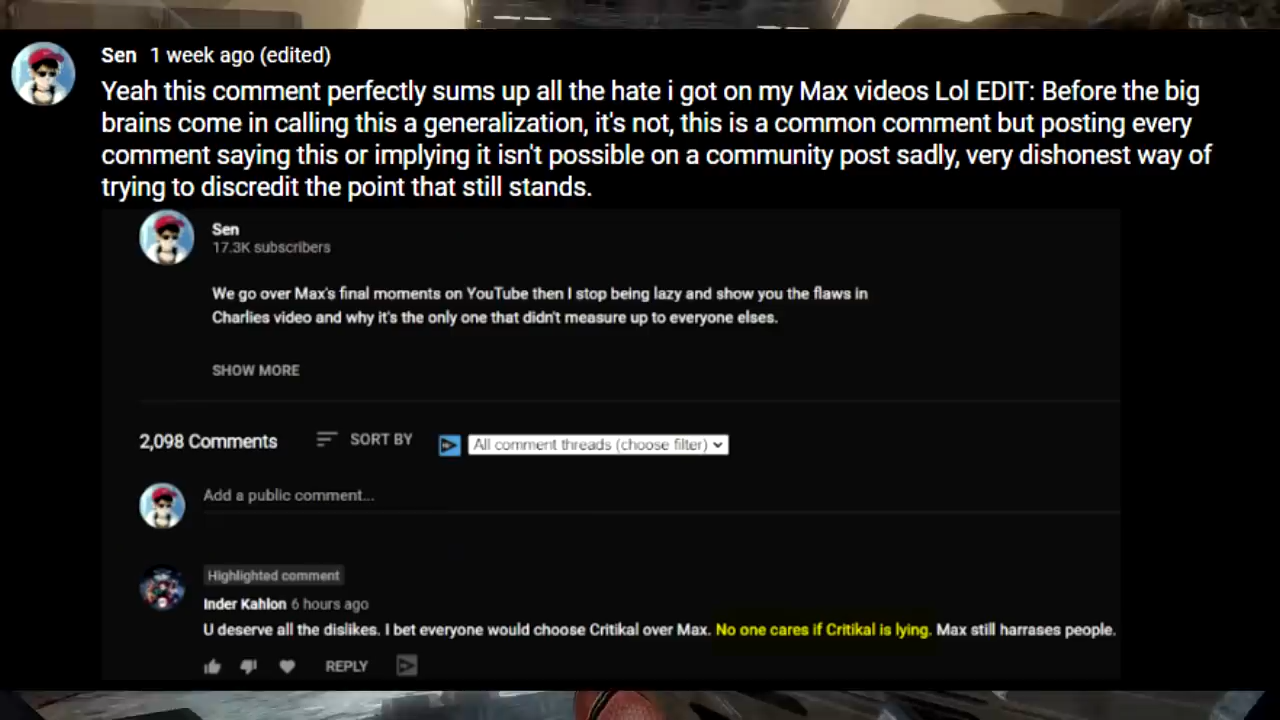 Sen 1 week ago (edited)
Yeah this comment perfectly sums up all the hate i got on my Max videos Lol EDIT: Before the big
brains come in calling this a generalization, it's not, this is a common comment but posting every
comment saying this or implying it isn't possible on a community post sadly, very dishonest way of
trying to discredit the point that still stands.
Sen
17.3K subscribers
We go over Max's final moments on YouTube then I stop being lazy and show you the flaws in
Charlies video and why it's the only one that didn't measure up to everyone elses.
SHOW MORE
2,098 Comments SORT BY All comment threads (choose filter)
Add a public comment...
Highlighted comment
Inder Kahlon 6 hours ago
U deserve all the dislikes. I bet everyone would choose Critikal over Max. No one cares if Critikal is lying. Max still harrases people.
REPLY